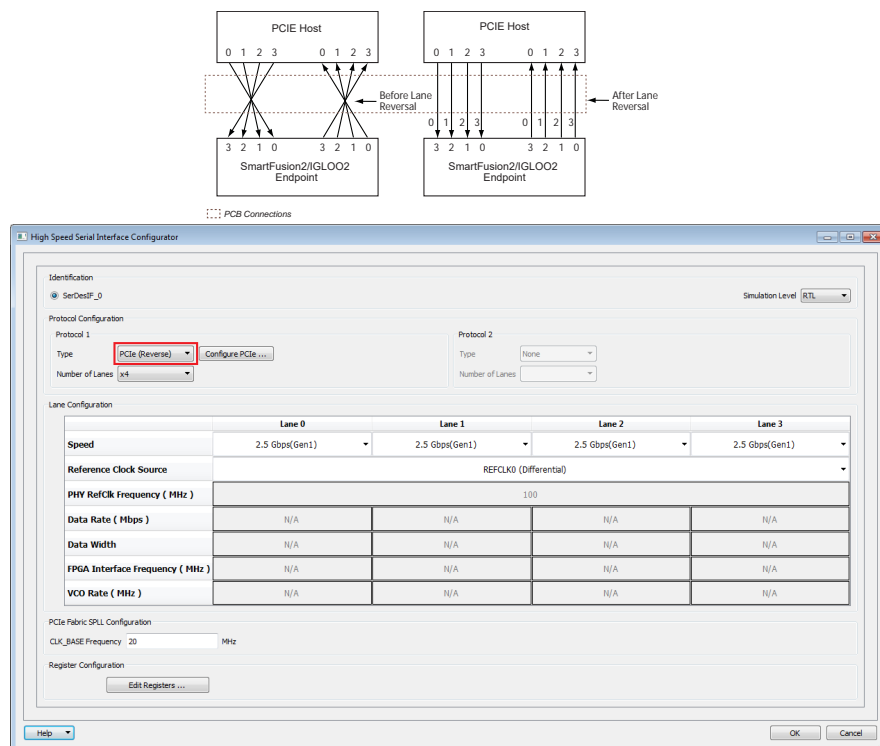 PCIE Host
PCIE Host
0 1 2 3 0 1 2 3
0 1 2 3 0 1 2 3
Before Lane
Reversal
After Lane
Reversal
0 1 2 3 0 1 2 3
3 2 1 0 3 2 1 0
3 2 1 0 3 2 1 0
SmartFusion2/IGLOO2
Endpoint
SmartFusion2/IGLOO2
Endpoint
PCB Connections
High Speed Serial Interface Configurator
Identification
SerDesIF_0
Simulation Level RTL
Protocol Configuration
Protocol 1
Protocol 2
Type PCIe (Reverse) Configure PCIe ...
Type None
Number of Lanes x4
Number of Lanes
Lane Configuration
Lane 0 Lane 1 Lane 2 Lane 3
Speed 2.5 Gbps(Gen1) 2.5 Gbps(Gen1) 2.5 Gbps(Gen1) 2.5 Gbps(Gen1)
Reference Clock Source REFCLK0 (Differential)
PHY RefClk Frequency ( MHz ) 100
Data Rate ( Mbps ) N/A N/A N/A N/A
Data Width N/A N/A N/A N/A
FPGA Interface Frequency ( MHz ) N/A N/A N/A N/A
VCO Rate ( MHz ) N/A N/A N/A N/A
PCIe Fabric SPLL Configuration
CLK_BASE Frequency 20 MHz
Register Configuration
Edit Registers ...
Help OK Cancel